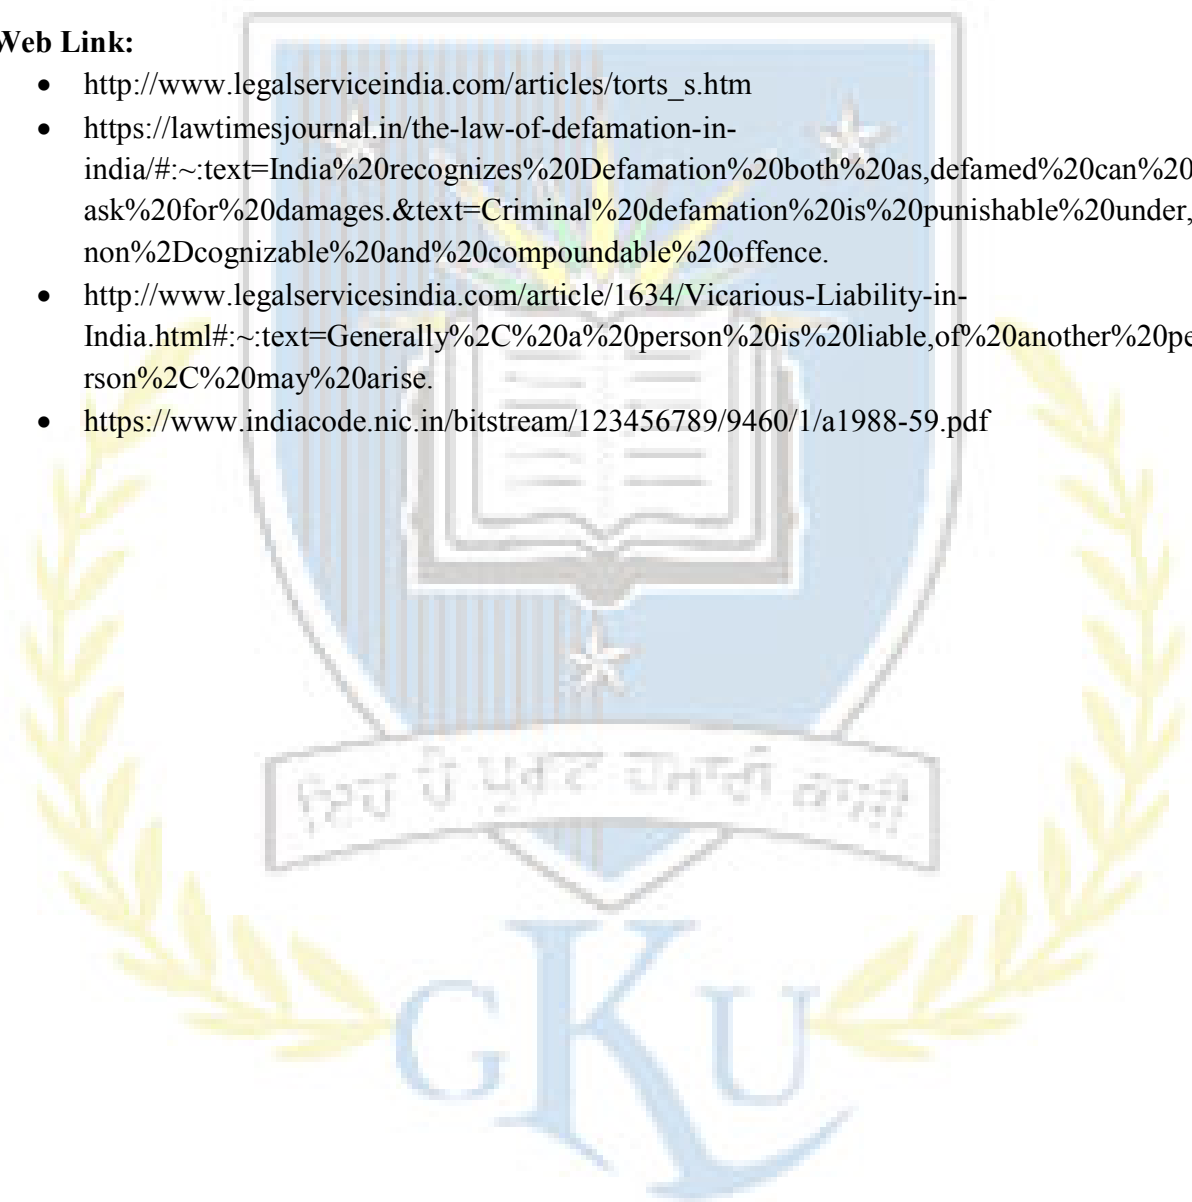 Web Link:
• http://www.legalserviceindia.com/articles/torts_s.htm
• https://lawtimesjournal.in/the-law-of-defamation-in-
india/#:~:text=India%20recognizes%20Defamation%20both%20as,defamed%20can%20
ask%20for%20damages.&text=Criminal%20defamation%20is%20punishable%20under,
non%2Dcognizable%20and%20compoundable%20offence.
• http://www.legalservicesindia.com/article/1634/Vicarious-Liability-in-
India.html#:~:text=Generally%2C%20a%20person%20is%20liable,of%20another%20pe
rson%2C%20may%20arise.
• https://www.indiacode.nic.in/bitstream/123456789/9460/1/a1988-59.pdf
ਹਮਾਰੀ
GKU